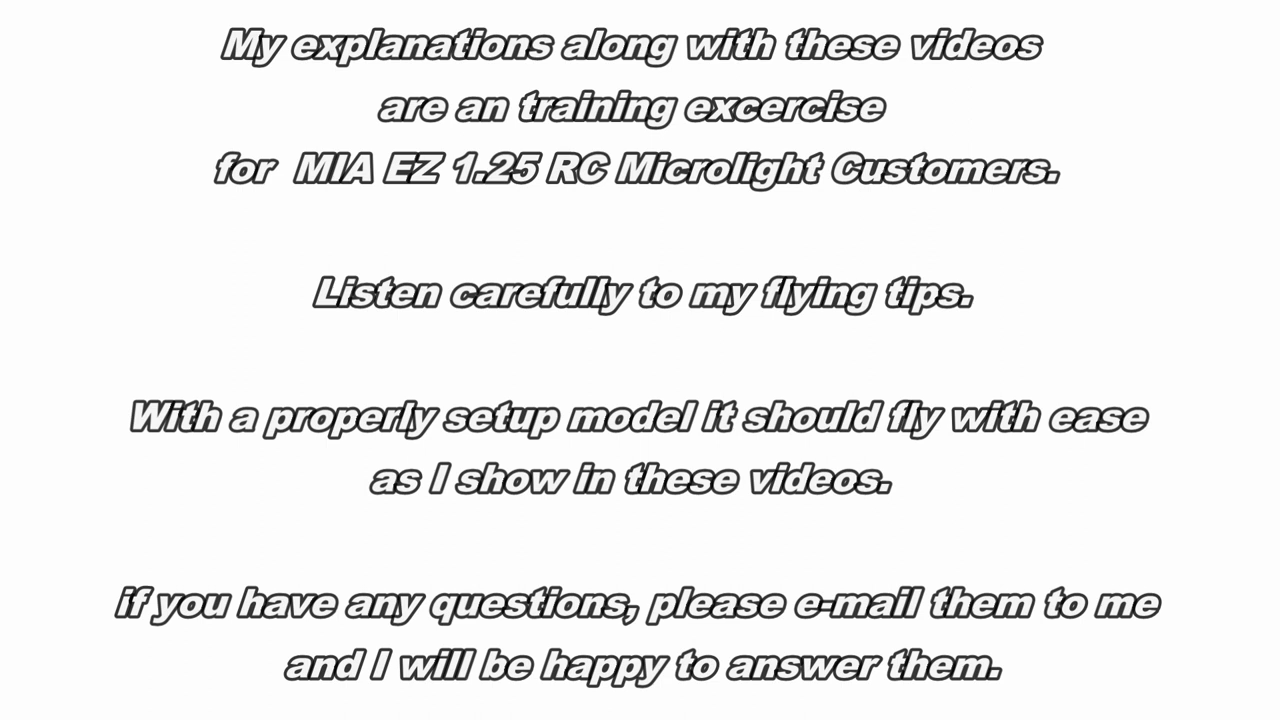 My explanations along with these videos
are an training excercise
for  MIA EZ 1.25 RC Microlight Customers.
Listen carefully to my flying tips.
With a properly setup model it should fly with ease
as I show in these videos.
if you have any questions, please e-mail them to me
and I will be happy to answer them.